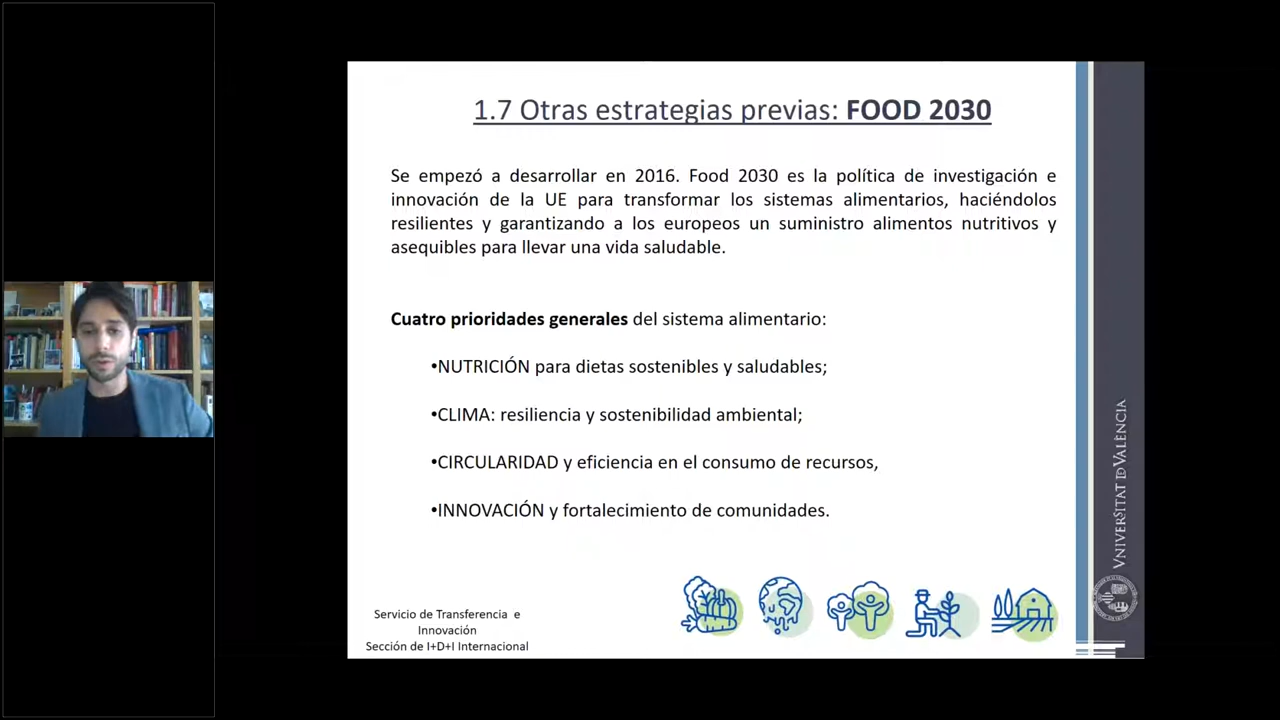 1.7 Otras estrategias previas: FOOD 2030
Se empezó a desarrollar en 2016. Food 2030 es la política de investigación e
innovación de la UE para transformar los sistemas alimentarios, haciéndolos
resilientes y garantizando a los europeos un suministro alimentos nutritivos y
asequibles para llevar una vida saludable.
Cuatro prioridades generales del sistema alimentario:
•NUTRICIÓN para dietas sostenibles y saludables;
•CLIMA: resiliencia y sostenibilidad ambiental;
•CIRCULARIDAD y eficiencia en el consumo de recursos,
•INNOVACIÓN y fortalecimiento de comunidades.
Servicio de Transferencia e
Innovación
Sección de I+D+I Internacional
VNIVERSITAT ID VALÈNCIA